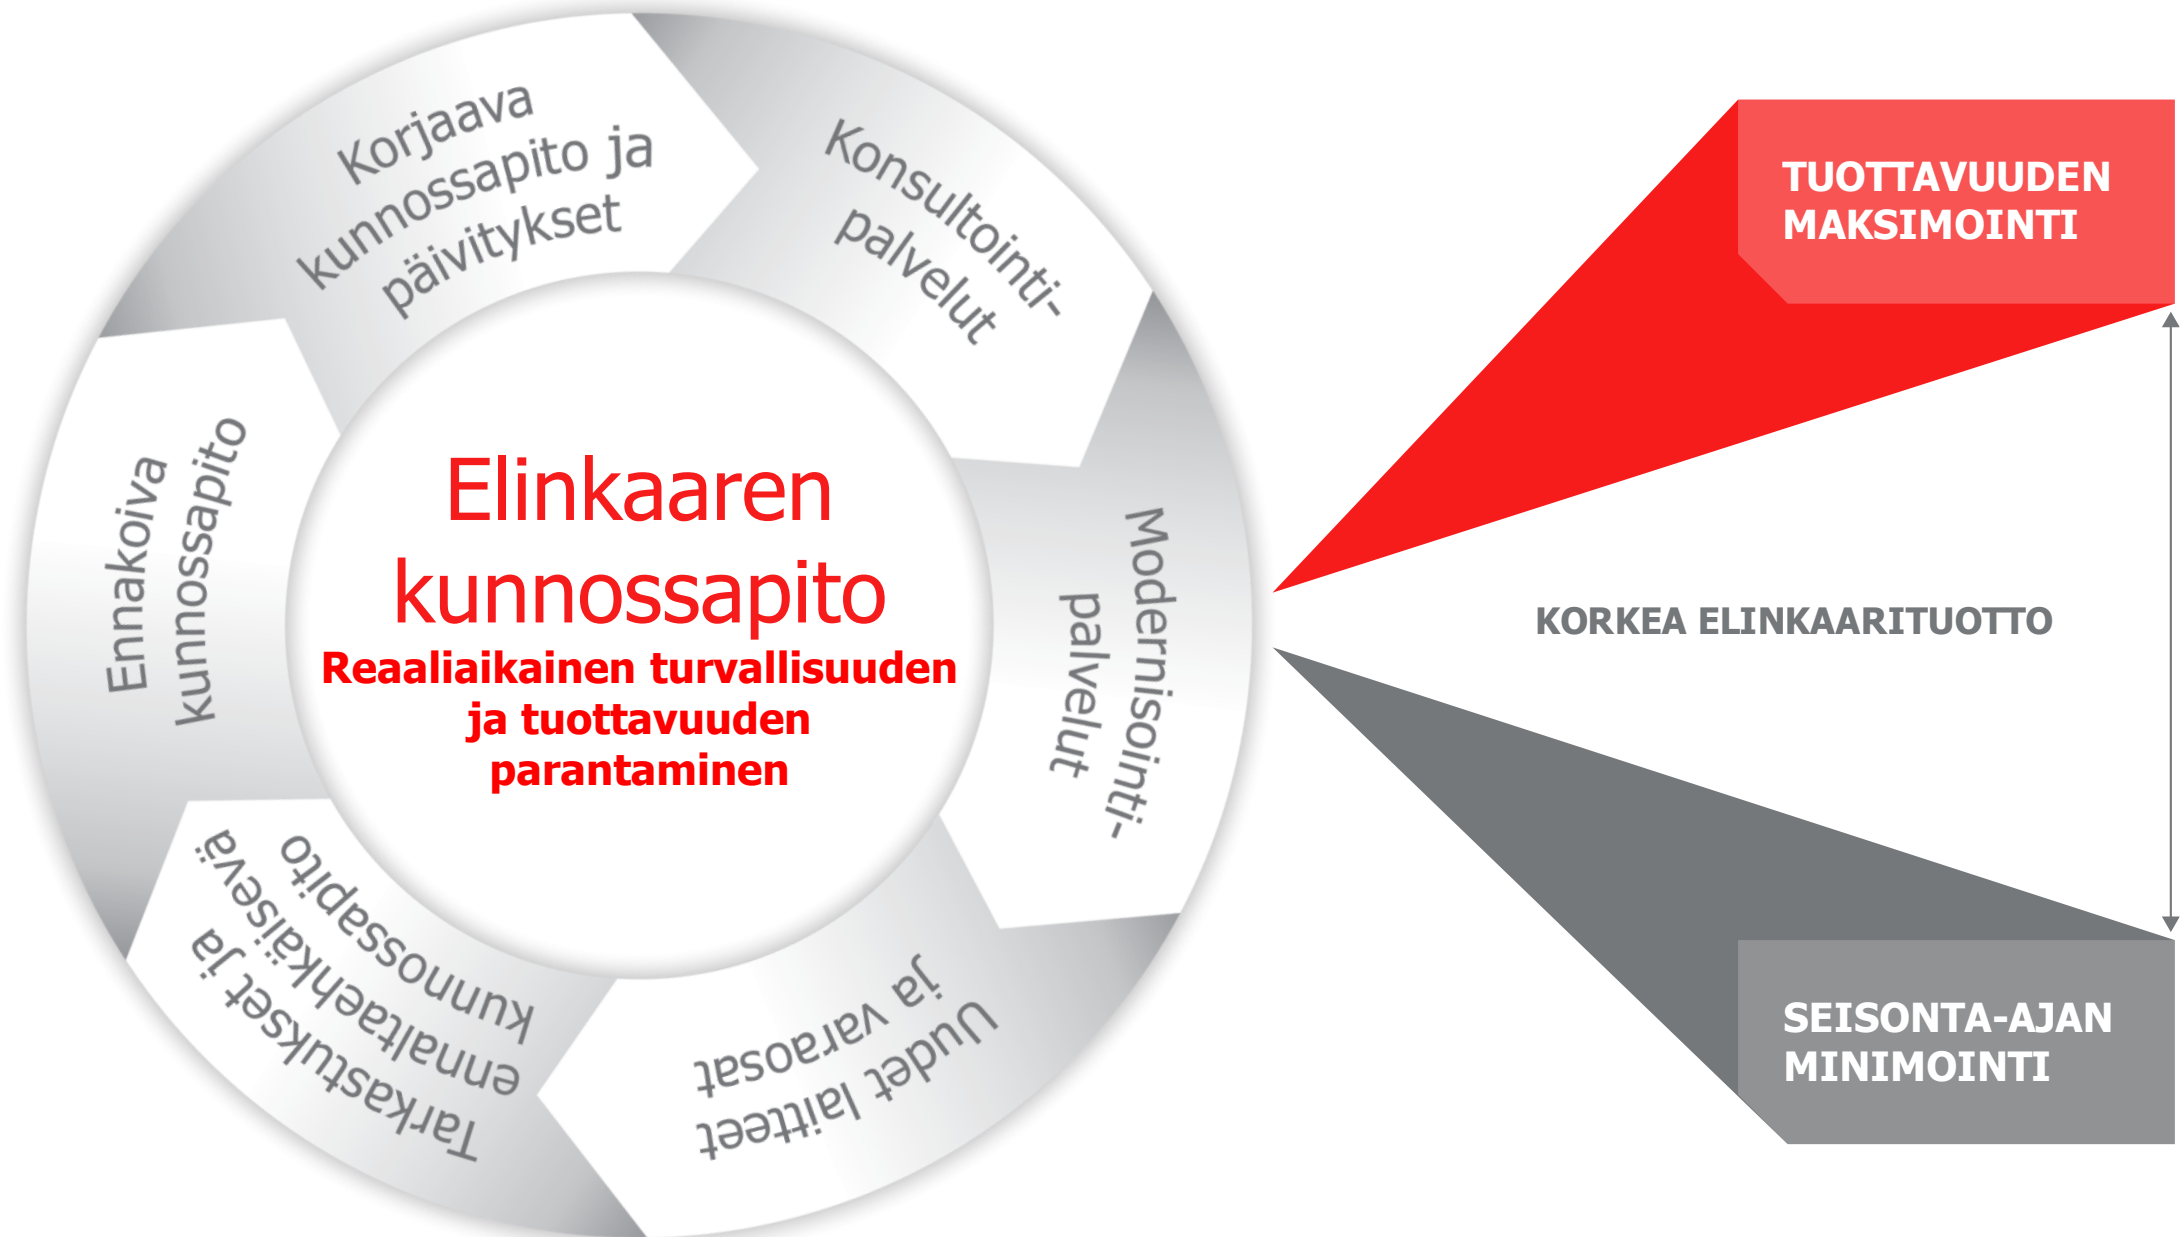 Korjaava
kunnossapito ja
päivitykset
Konsultointi-
palvelut
Modernisointi-
palvelut
Uudet laitteet
ja varaosat
Tarkastukset ja
ennaltaehkäisevä
kunnossapito
Ennakoiva
kunnossapito
Elinkaaren
kunnossapito
Reaaliaikainen turvallisuuden
ja tuottavuuden
parantaminen
TUOTTAVUUDEN
MAKSIMOINTI
KORKEA ELINKAARITUOTTO
SEISONTA-AJAN
MINIMOINTI